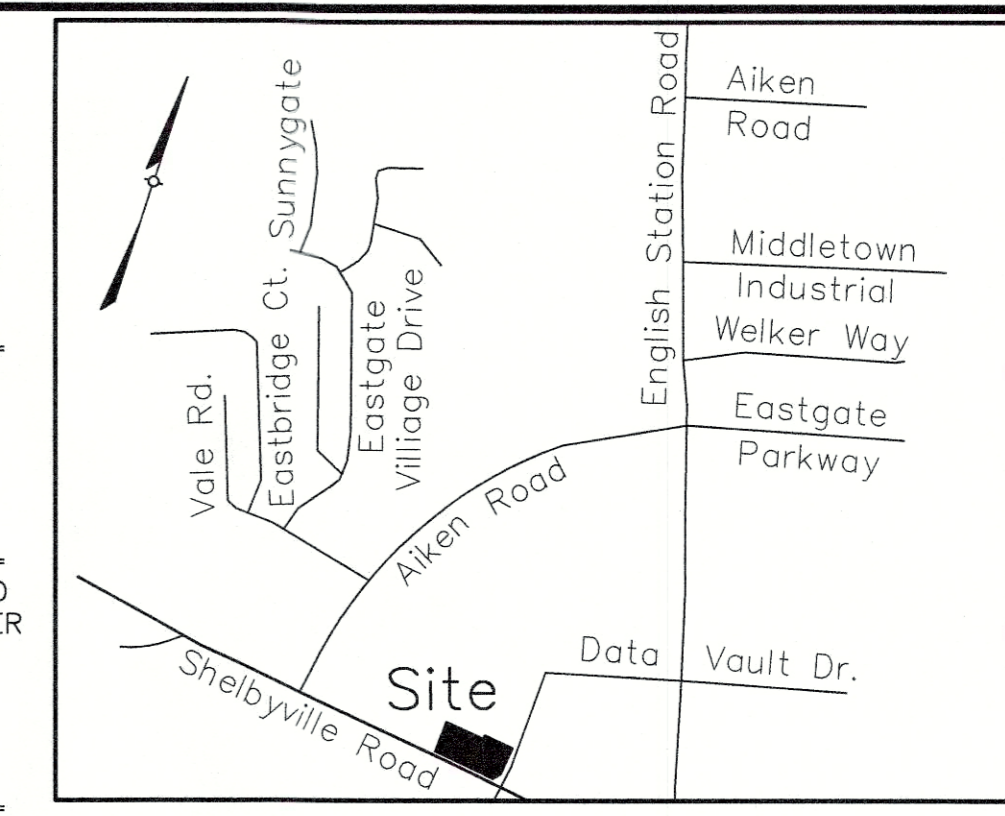 Sunnygate
English Station Road
Aiken
Road
Middletown
Industrial
Welker Way
Eastgate
Parkway
Eastbridge Ct.
Eastgate
Villiage Drive
Vale Rd.
Aiken Road
Data Vault Dr.
Site
Shelbyville Road
ER